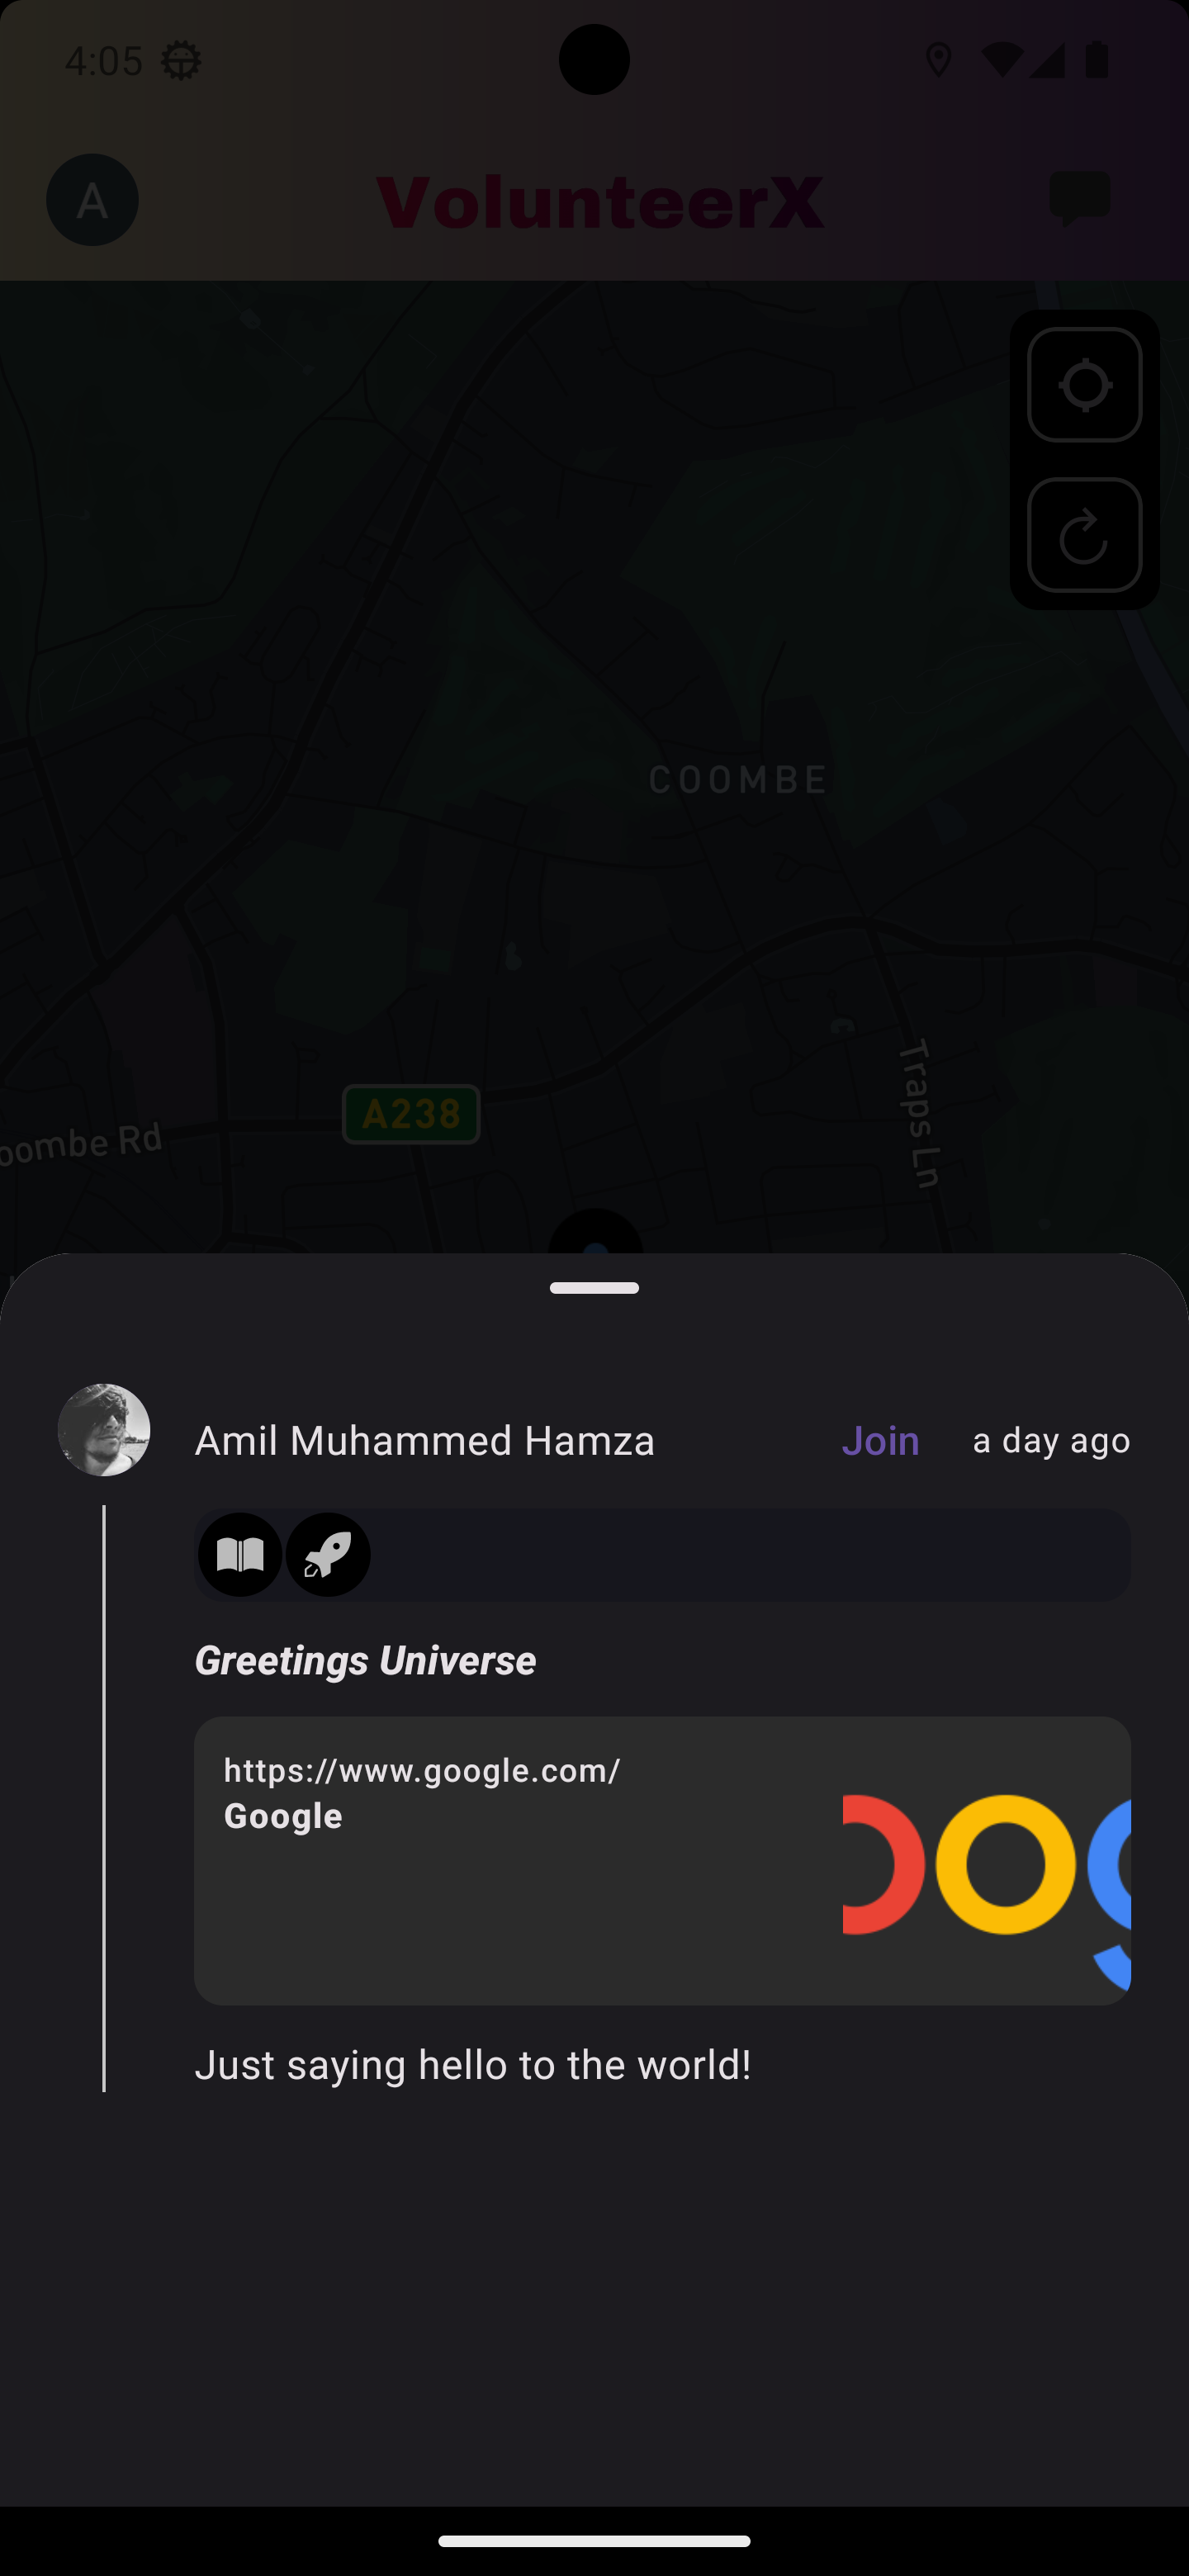 4:05
A
VolunteerX
COOMBE
A238
Traps Ln
oombe Rd
Amil Muhammed Hamza
Join
a day ago
Greetings Universe
https://www.google.com/
Google
oog
Just saying hello to the world!